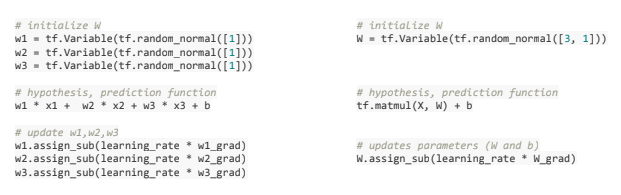 # initialize W
w1 = tf.Variable(tf.random_normal([1]))
w2 = tf.Variable(tf.random_normal([1]))
w3 = tf.Variable(tf.random_normal([1]))
# hypothesis, prediction function
w1 * x1 + w2 * x2 + w3 * x3 + b
# update w1,w2,w3
w1.assign_sub(learning_rate * w1_grad)
w2.assign_sub(learning_rate * w2_grad)
w3.assign_sub(learning_rate * w3_grad)
# initialize W
W = tf.Variable(tf.random_normal([3, 1]))
# hypothesis, prediction function
tf.matmul(X, W) + b
# updates parameters (W and b)
W.assign_sub(learning_rate * W_grad)